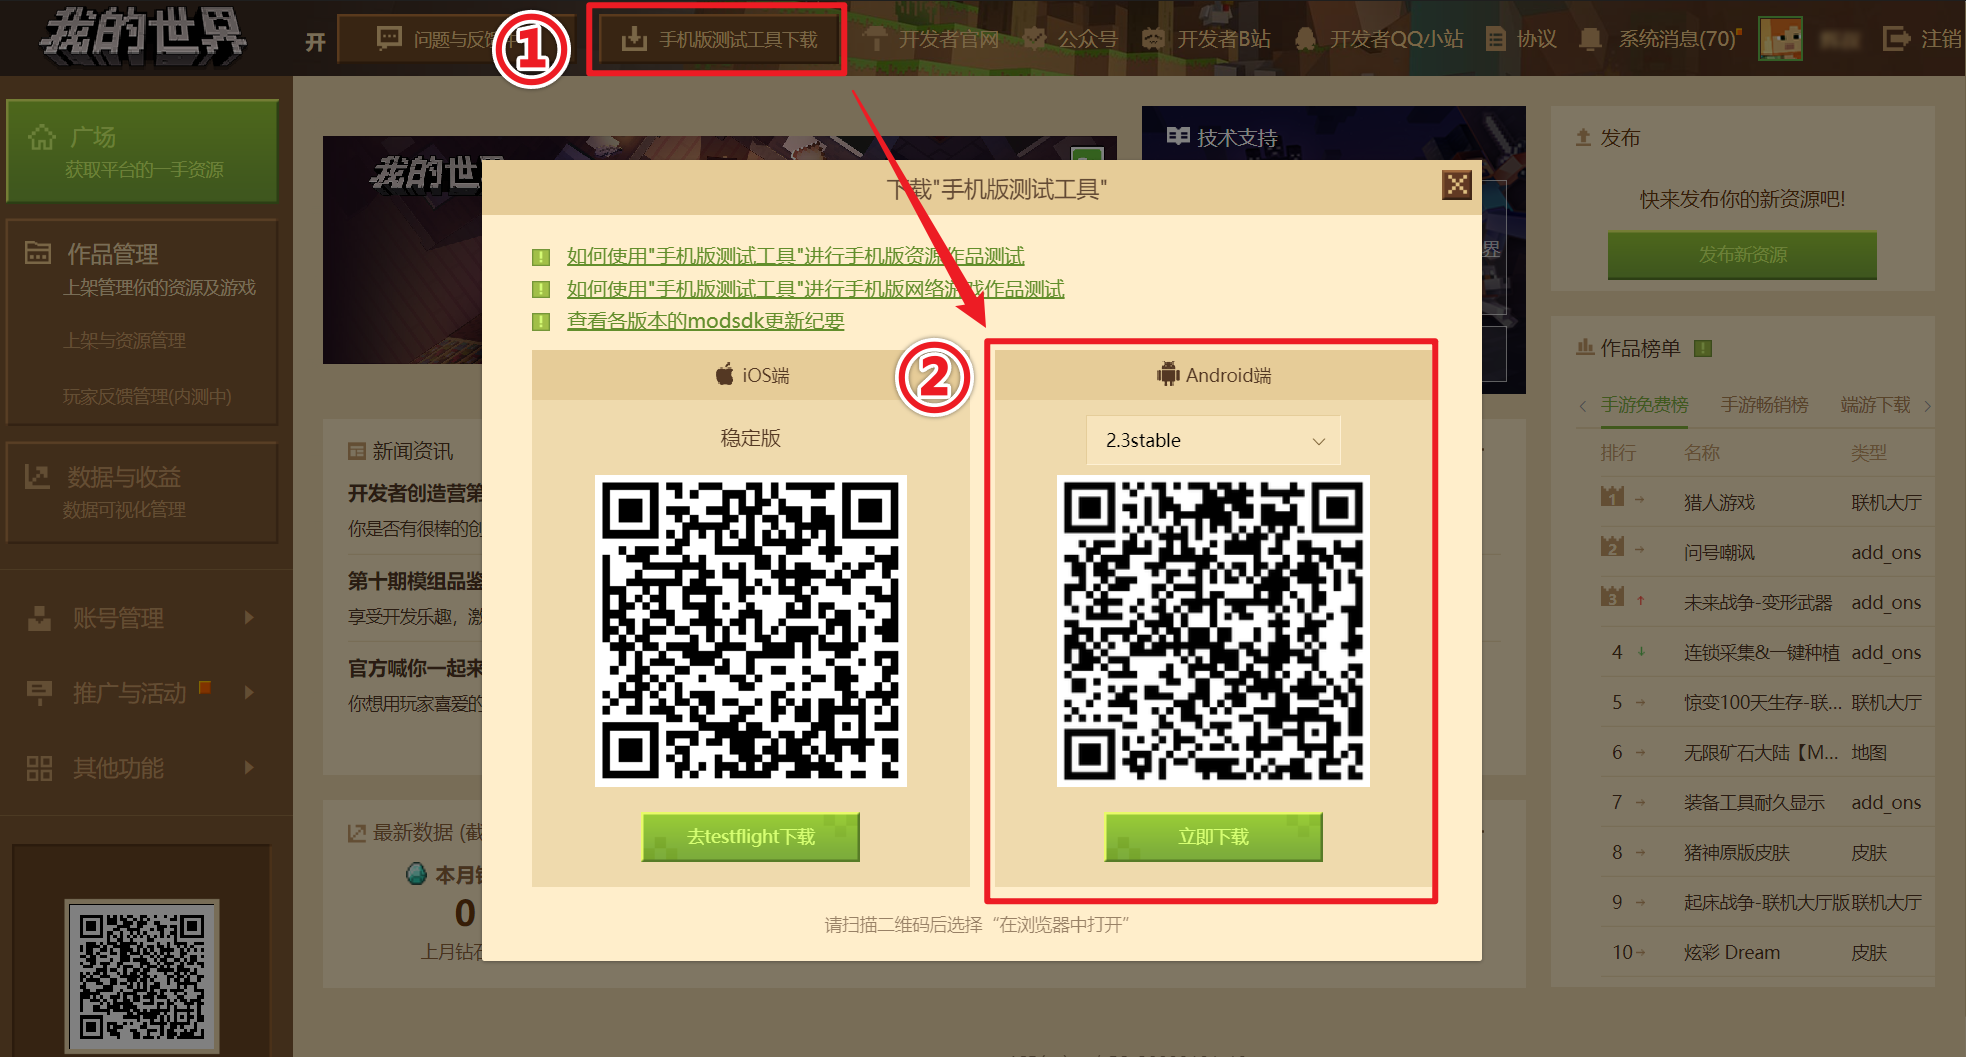 我的世界
开
问题与反馈
①
手机版测试工具下载
开发者官网
公众号
开发者B站
开发者QQ小站
协议
系统消息(70)
注销
广场
获取平台的一手资源
作品管理
上架管理你的资源及游戏
上架与资源管理
玩家反馈管理(内测中)
数据与收益
数据可视化管理
账号管理
推广与活动
其他功能
我的世
技术支持
界
新闻资讯
开发者创造营第
你是否有很棒的创
第十期模组品鉴
享受开发乐趣，激
官方喊你一起来
你想用玩家喜爱的
最新数据 (截
本月钻
0
上月钻石
下载"手机版测试工具"
如何使用"手机版测试工具"进行手机版资源作品测试
如何使用"手机版测试工具"进行手机版网络游戏作品测试
查看各版本的modsdk更新纪要
②
iOS端
稳定版
去testflight下载
Android端
2.3stable
立即下载
请扫描二维码后选择“在浏览器中打开”
发布
快来发布你的新资源吧!
发布新资源
作品榜单
手游免费榜 手游畅销榜 端游下载
排行 名称 类型
1 猎人游戏 联机大厅
2 问号嘲讽 add_ons
3 未来战争-变形武器 add_ons
4 连锁采集&一键种植 add_ons
5 惊变100天生存-联... 联机大厅
6 无限矿石大陆【M... 地图
7 装备工具耐久显示 add_ons
8 猪神原版皮肤 皮肤
9 起床战争-联机大厅版 联机大厅
10 炫彩 Dream 皮肤